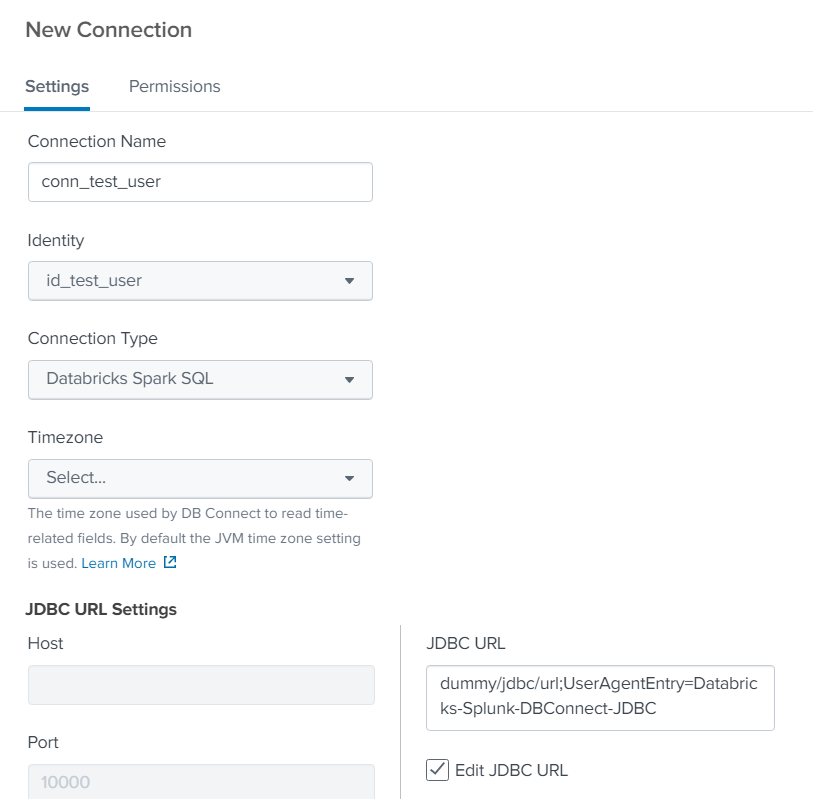 New Connection
Settings
Permissions
Connection Name
conn_test_user
Identity
id_test_user
Connection Type
Databricks Spark SQL
Timezone
Select...
The time zone used by DB Connect to read time-
related fields. By default the JVM time zone setting
is used. Learn More
JDBC URL Settings
Host
Port
10000
JDBC URL
dummy/jdbc/url;UserAgentEntry=Databric
ks-Splunk-DBConnect-JDBC
Edit JDBC URL